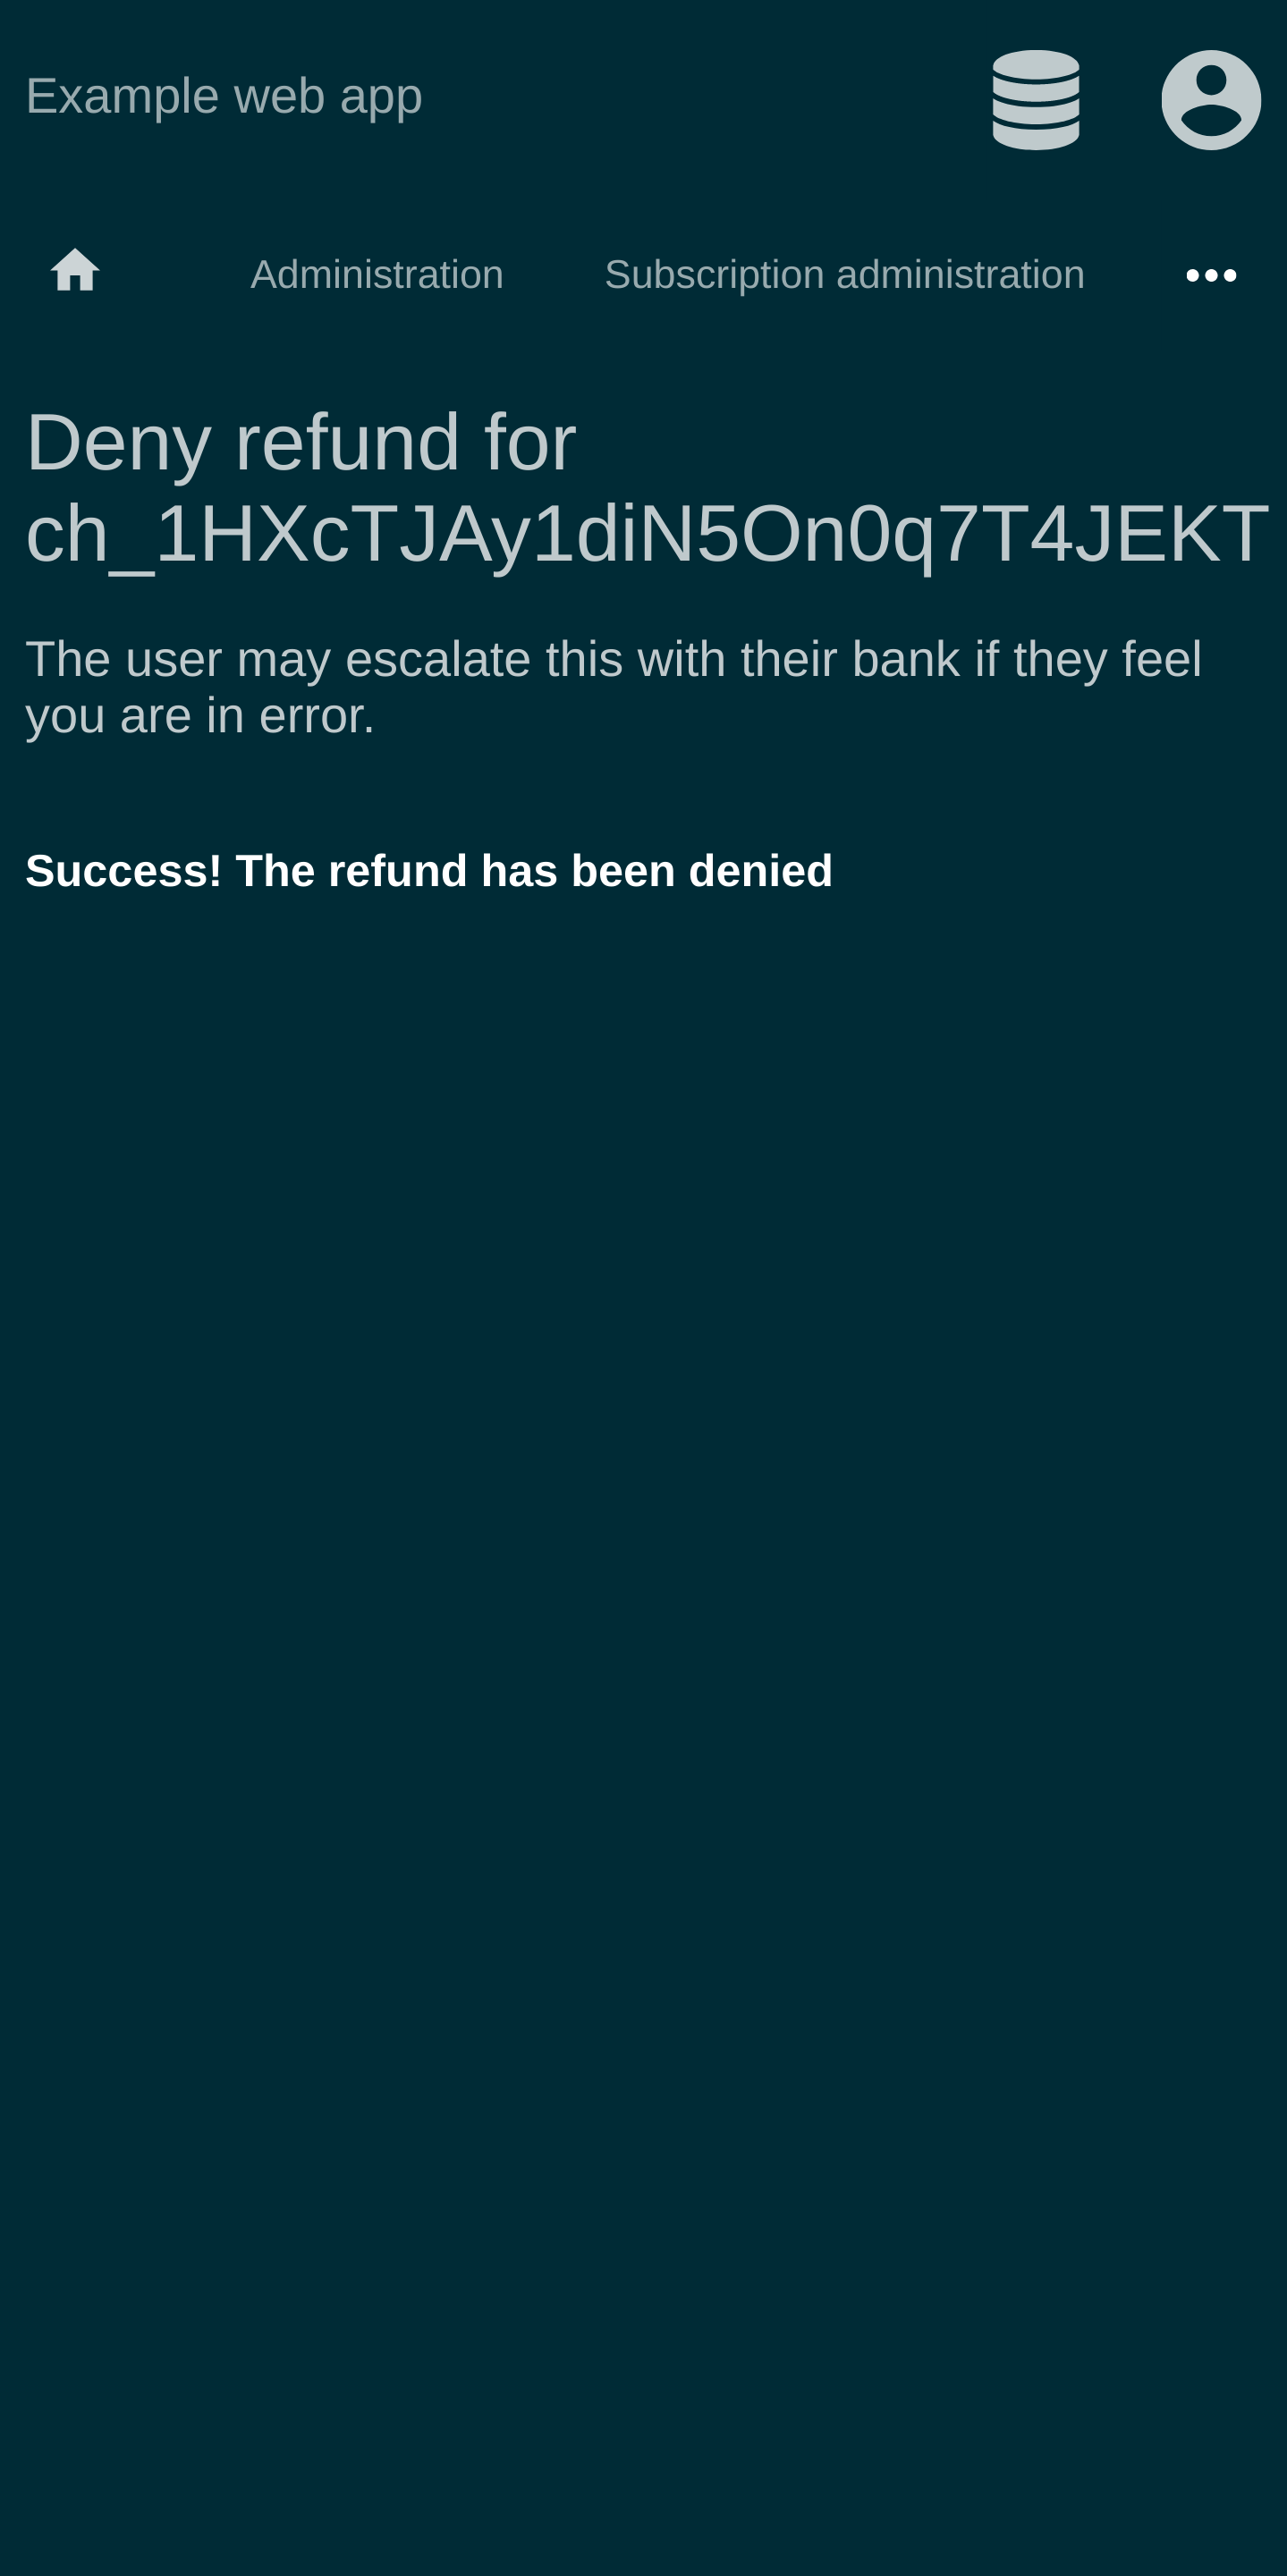 Example web app
Administration Subscription administration
Deny refund for
ch_1HXcTJAy1diN5On0q7T4JEKT
The user may escalate this with their bank if they feel
you are in error.
Success! The refund has been denied